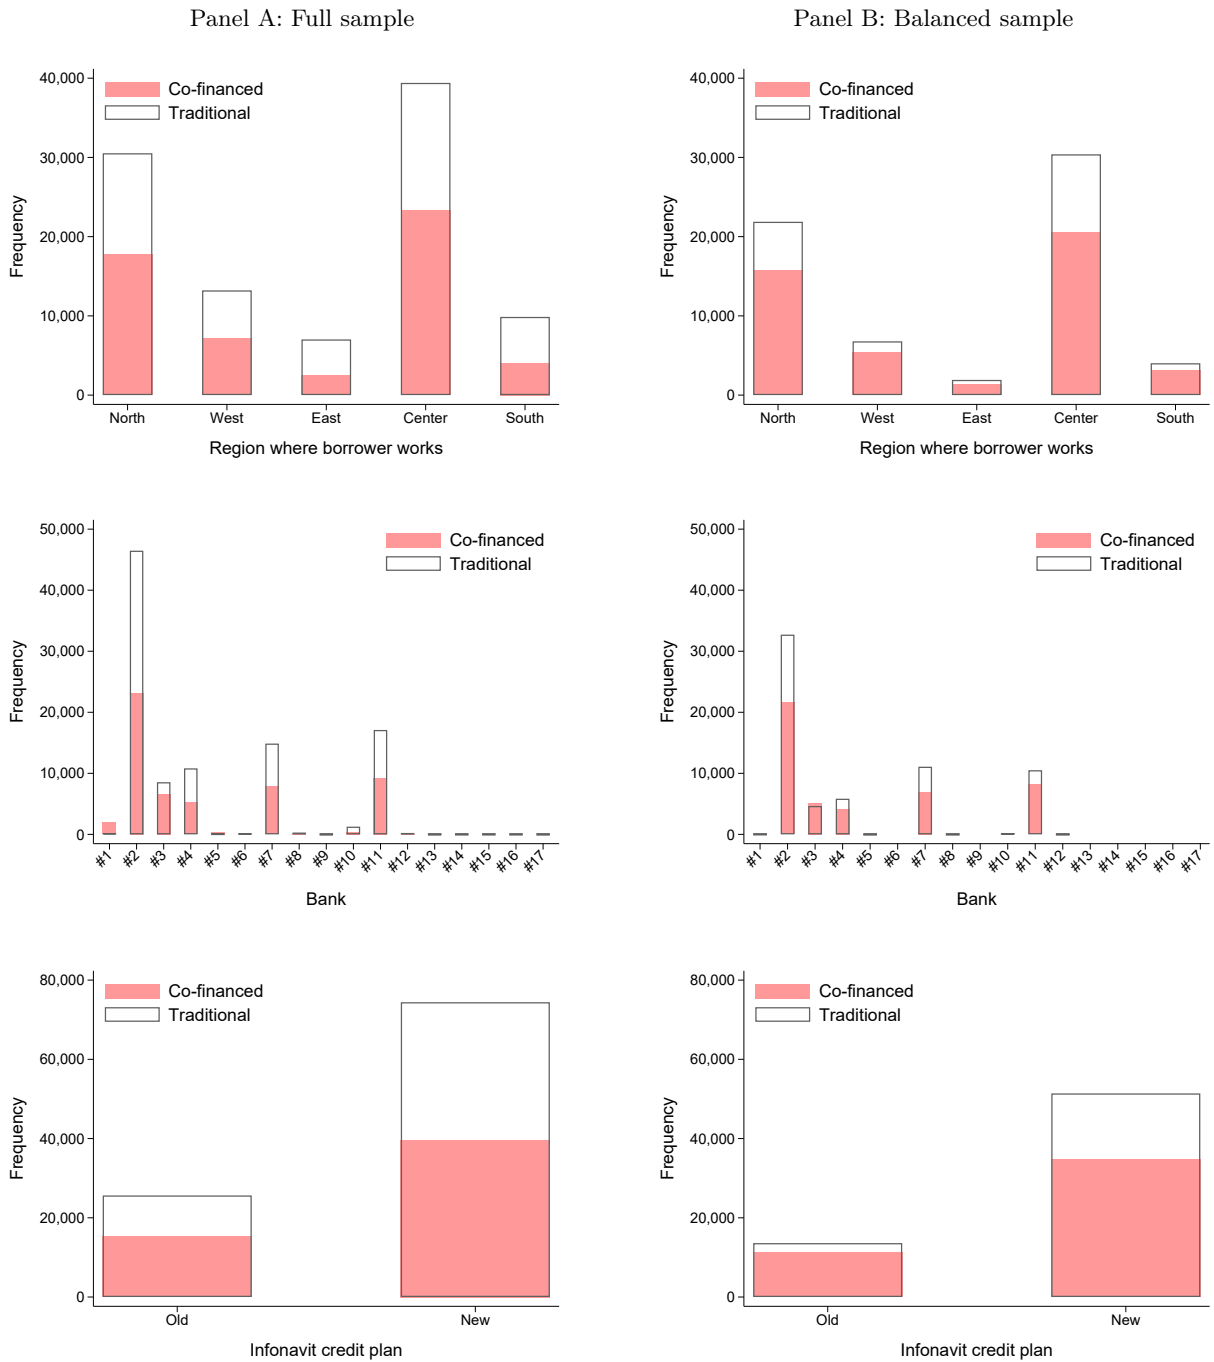 Panel A: Full sample
Panel B: Balanced sample
Co-financed
Traditional
40,000
30,000
20,000
10,000
0
Frequency
North West East Center South
Region where borrower works
Co-financed
Traditional
40,000
30,000
20,000
10,000
0
Frequency
North West East Center South
Region where borrower works
Co-financed
Traditional
50,000
40,000
30,000
20,000
10,000
0
Frequency
#1 #2 #3 #4 #5 #6 #7 #8 #9 #10 #11 #12 #13 #14 #15 #16 #17
Bank
Co-financed
Traditional
50,000
40,000
30,000
20,000
10,000
0
Frequency
#1 #2 #3 #4 #5 #6 #7 #8 #9 #10 #11 #12 #13 #14 #15 #16 #17
Bank
Co-financed
Traditional
80,000
60,000
40,000
20,000
0
Frequency
Old New
Infonavit credit plan
Co-financed
Traditional
80,000
60,000
40,000
20,000
0
Frequency
Old New
Infonavit credit plan